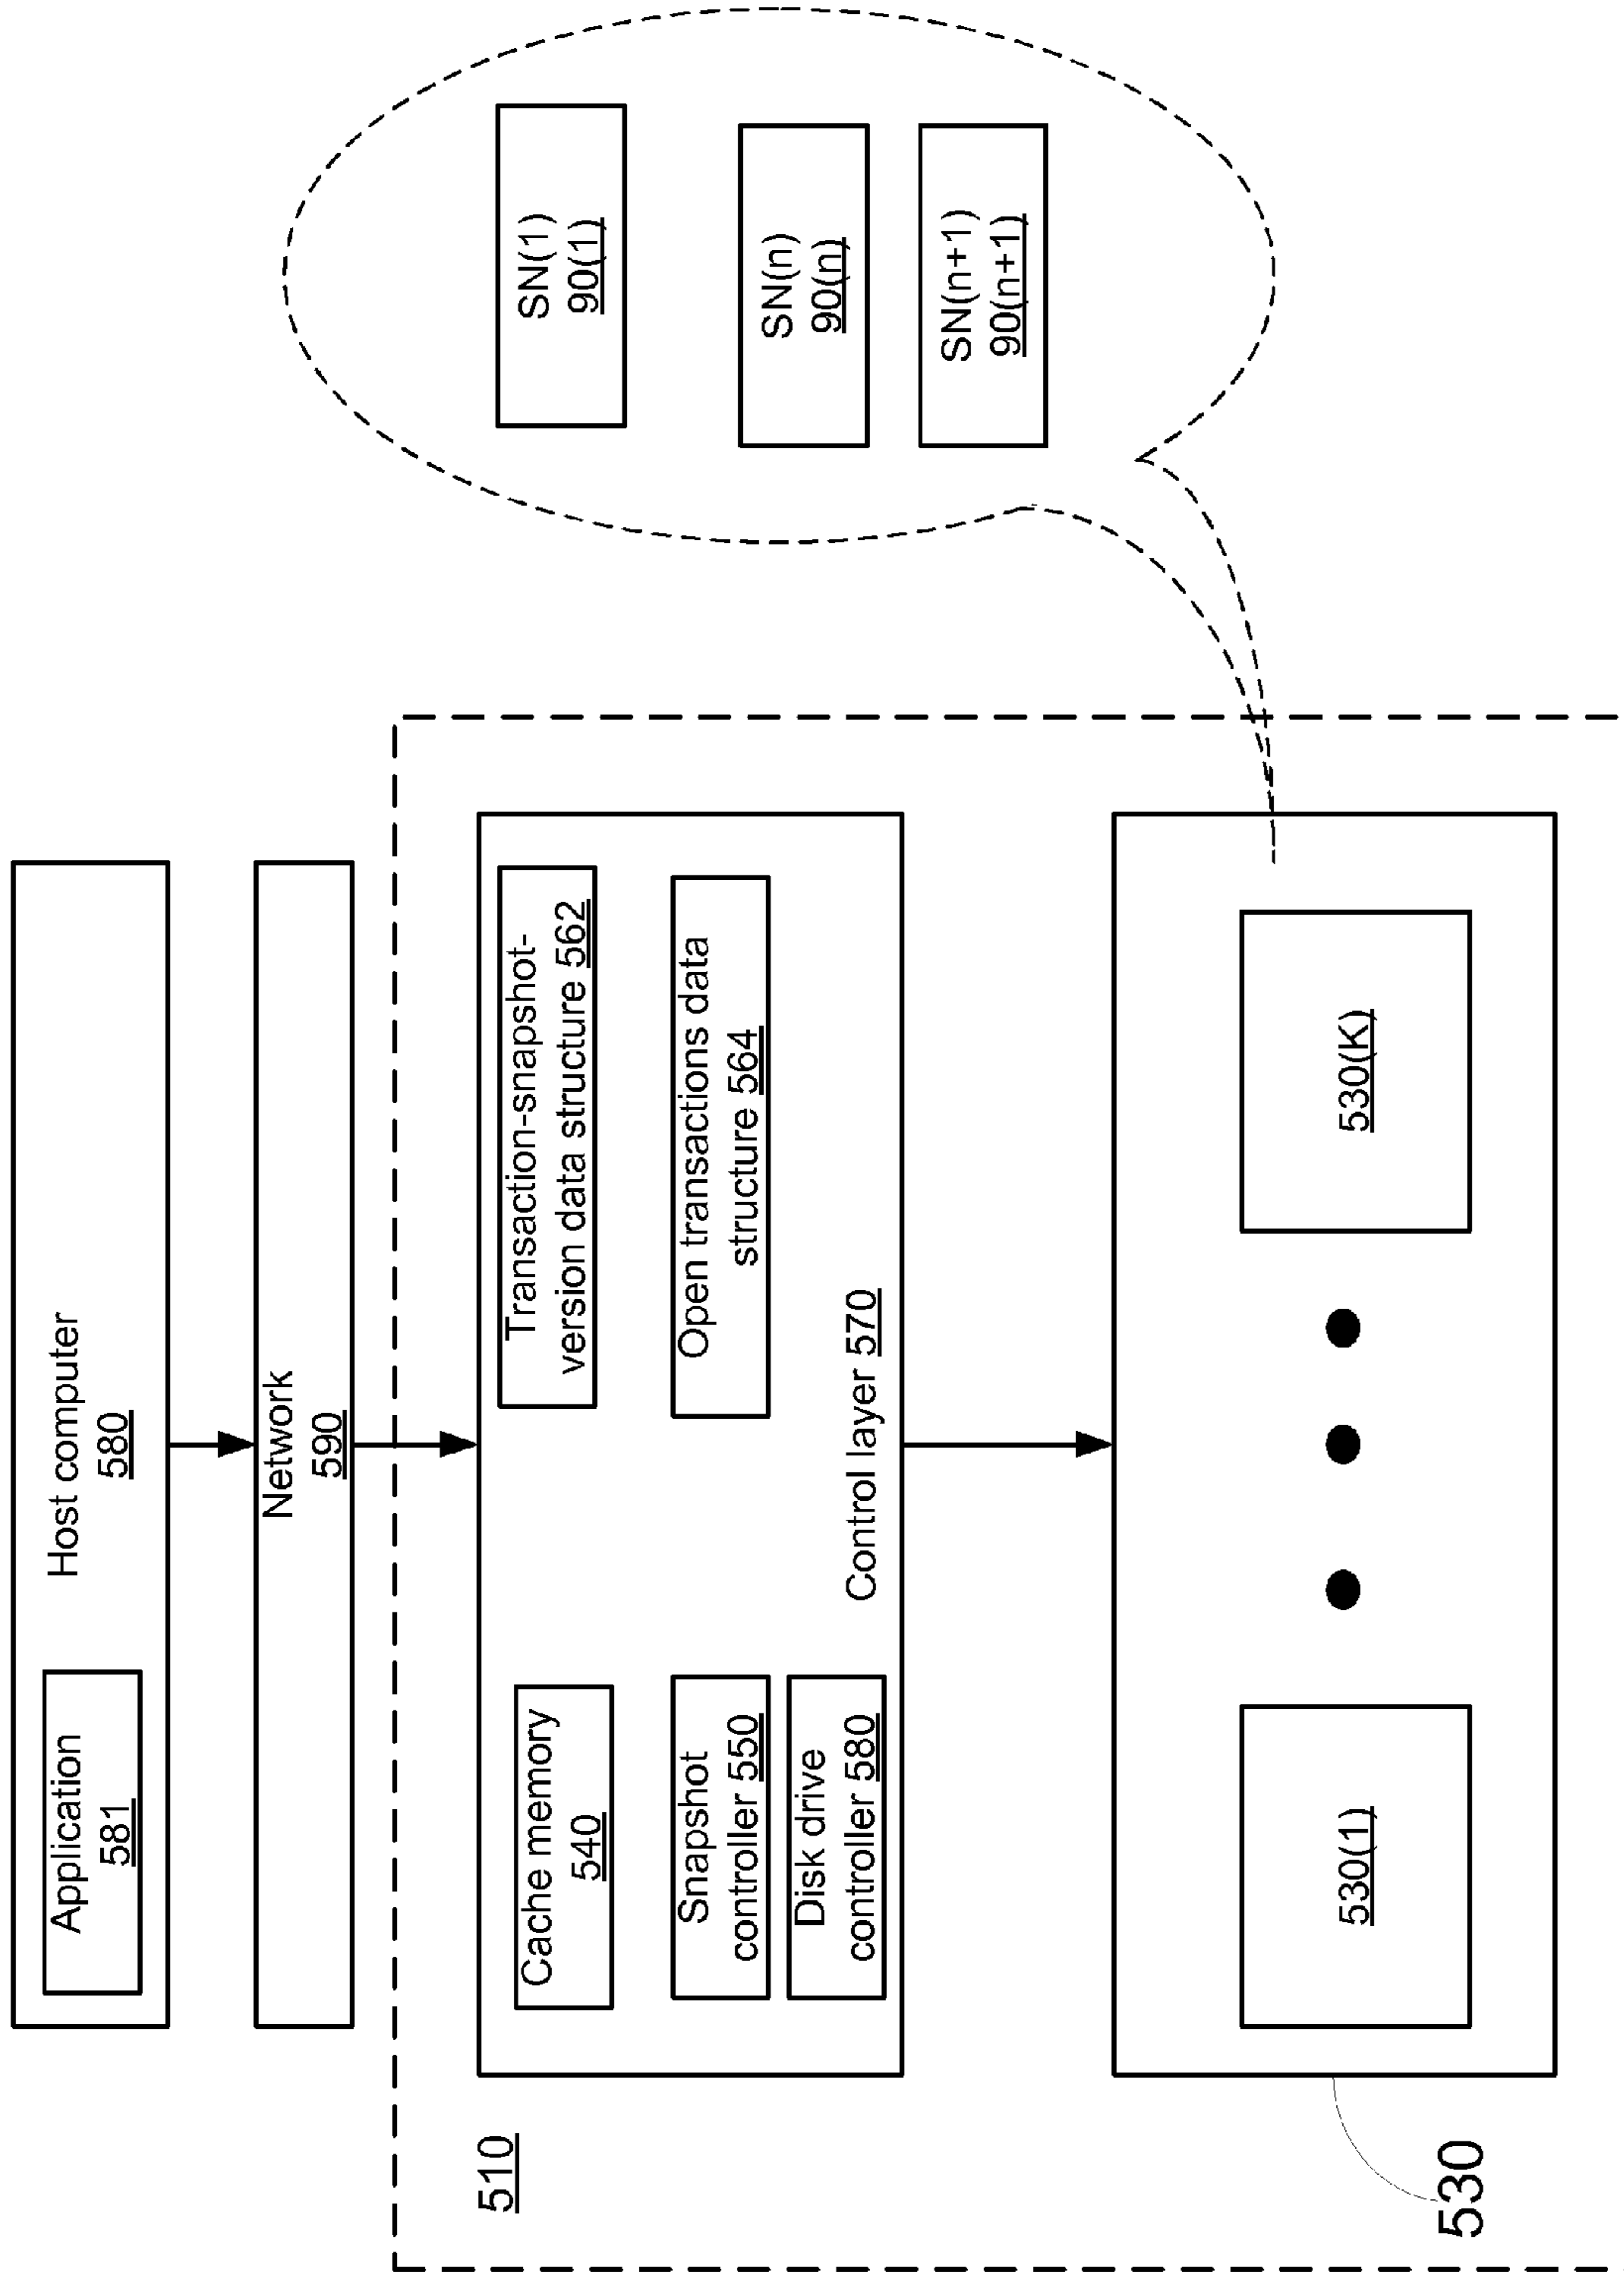 Host computer
580
Application
581
Network
590
510
Cache memory
540
Transaction-snapshot-
version data structure 562
Snapshot
controller 550
Open transactions data
structure 564
Disk drive
controller 580
Control layer 570
530(1)
530(K)
530
SN(1)
90(1)
SN(n)
90(n)
SN(n+1)
90(n+1)